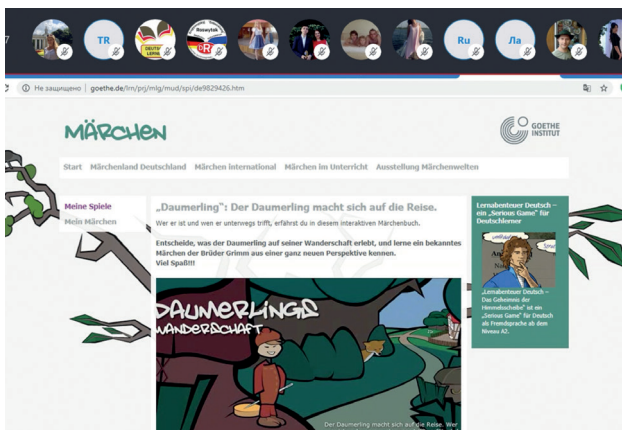 7
TR
DEUTSCH
LERNE
Roswytak
DR
Ru
Ла
Не защищено | goethe.de/lrn/prj/mlg/mud/spi/de9829426.htm
MÄRCHEN
GOETHE
INSTITUT
Start Märchenland Deutschland Märchen international Märchen im Unterricht Ausstellung Märchenwelten
Meine Spiele
Mein Märchen
„Daumerling“: Der Daumerling macht sich auf die Reise.
Wer er ist und wen er unterwegs trifft, erfährst du in diesem interaktiven Märchenbuch.
Entscheide, was der Daumerling auf seiner Wanderschaft erlebt, und lerne ein bekanntes
Märchen der Brüder Grimm aus einer ganz neuen Perspektive kennen.
Viel Spaß!!!
DAUMERLINGS
WANDERSCHAFT
Der Daumerling macht sich auf die Reise. Wer
Lernabenteuer Deutsch –
ein „Serious Game“ für
Deutschlerner
„Lernabenteuer Deutsch –
Das Geheimnis der
Himmelsscheibe“ ist ein
„Serious Game“ für Deutsch
als Fremdsprache ab dem
Niveau A2.